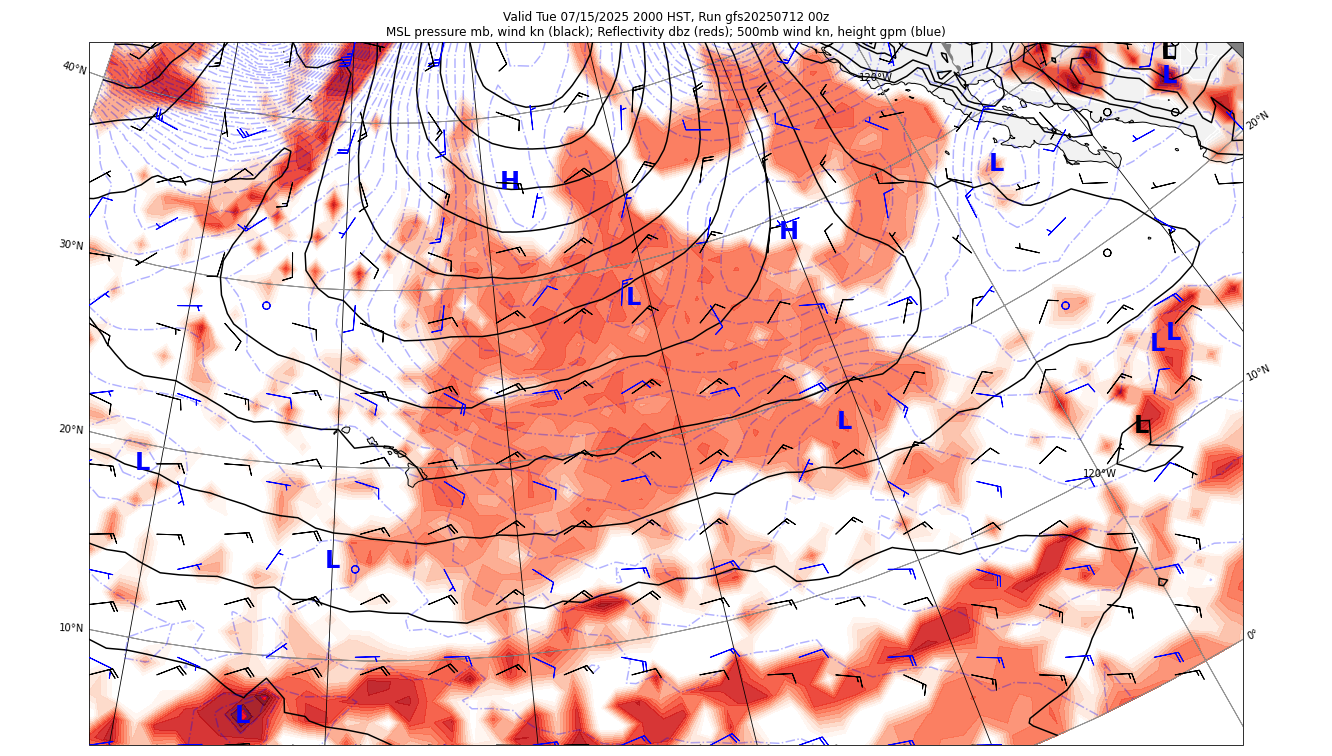 Valid Tue 07/15/2025 2000 HST, Run gfs20250712 00z
MSL pressure mb, wind kn (black); Reflectivity dbz (reds); 500mb wind kn, height gpm (blue)
L
40°N
120°W
L
20°N
L
H
H
30°N
L
L
L
10°N
L
L
20°N
L
120°W
L
10°N
0°
L